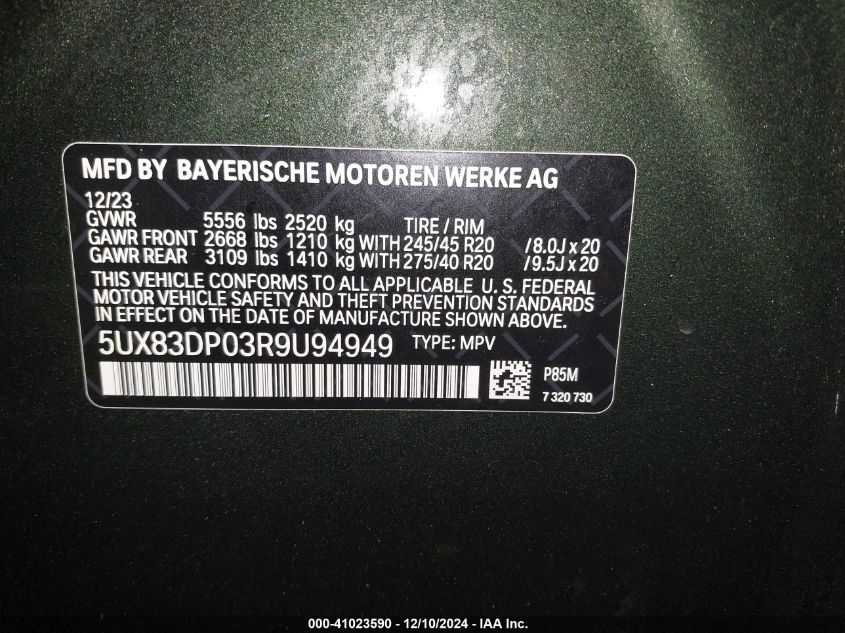 MFD BY BAYERISCHE MOTOREN WERKE AG
12/23
GVWR 5556 lbs 2520 kg TIRE / RIM
GAWR FRONT 2668 lbs 1210 kg WITH 245/45 R20 /8.0J x 20
GAWR REAR 3109 lbs 1410 kg WITH 275/40 R20 /9.5J x 20
THIS VEHICLE CONFORMS TO ALL APPLICABLE U. S. FEDERAL
MOTOR VEHICLE SAFETY AND THEFT PREVENTION STANDARDS
IN EFFECT ON THE DATE OF MANUFACTURE SHOWN ABOVE.
5UX83DP03R9U94949 TYPE: MPV
P85M
7 320 730
000-41023590 - 12/10/2024 - IAA Inc.